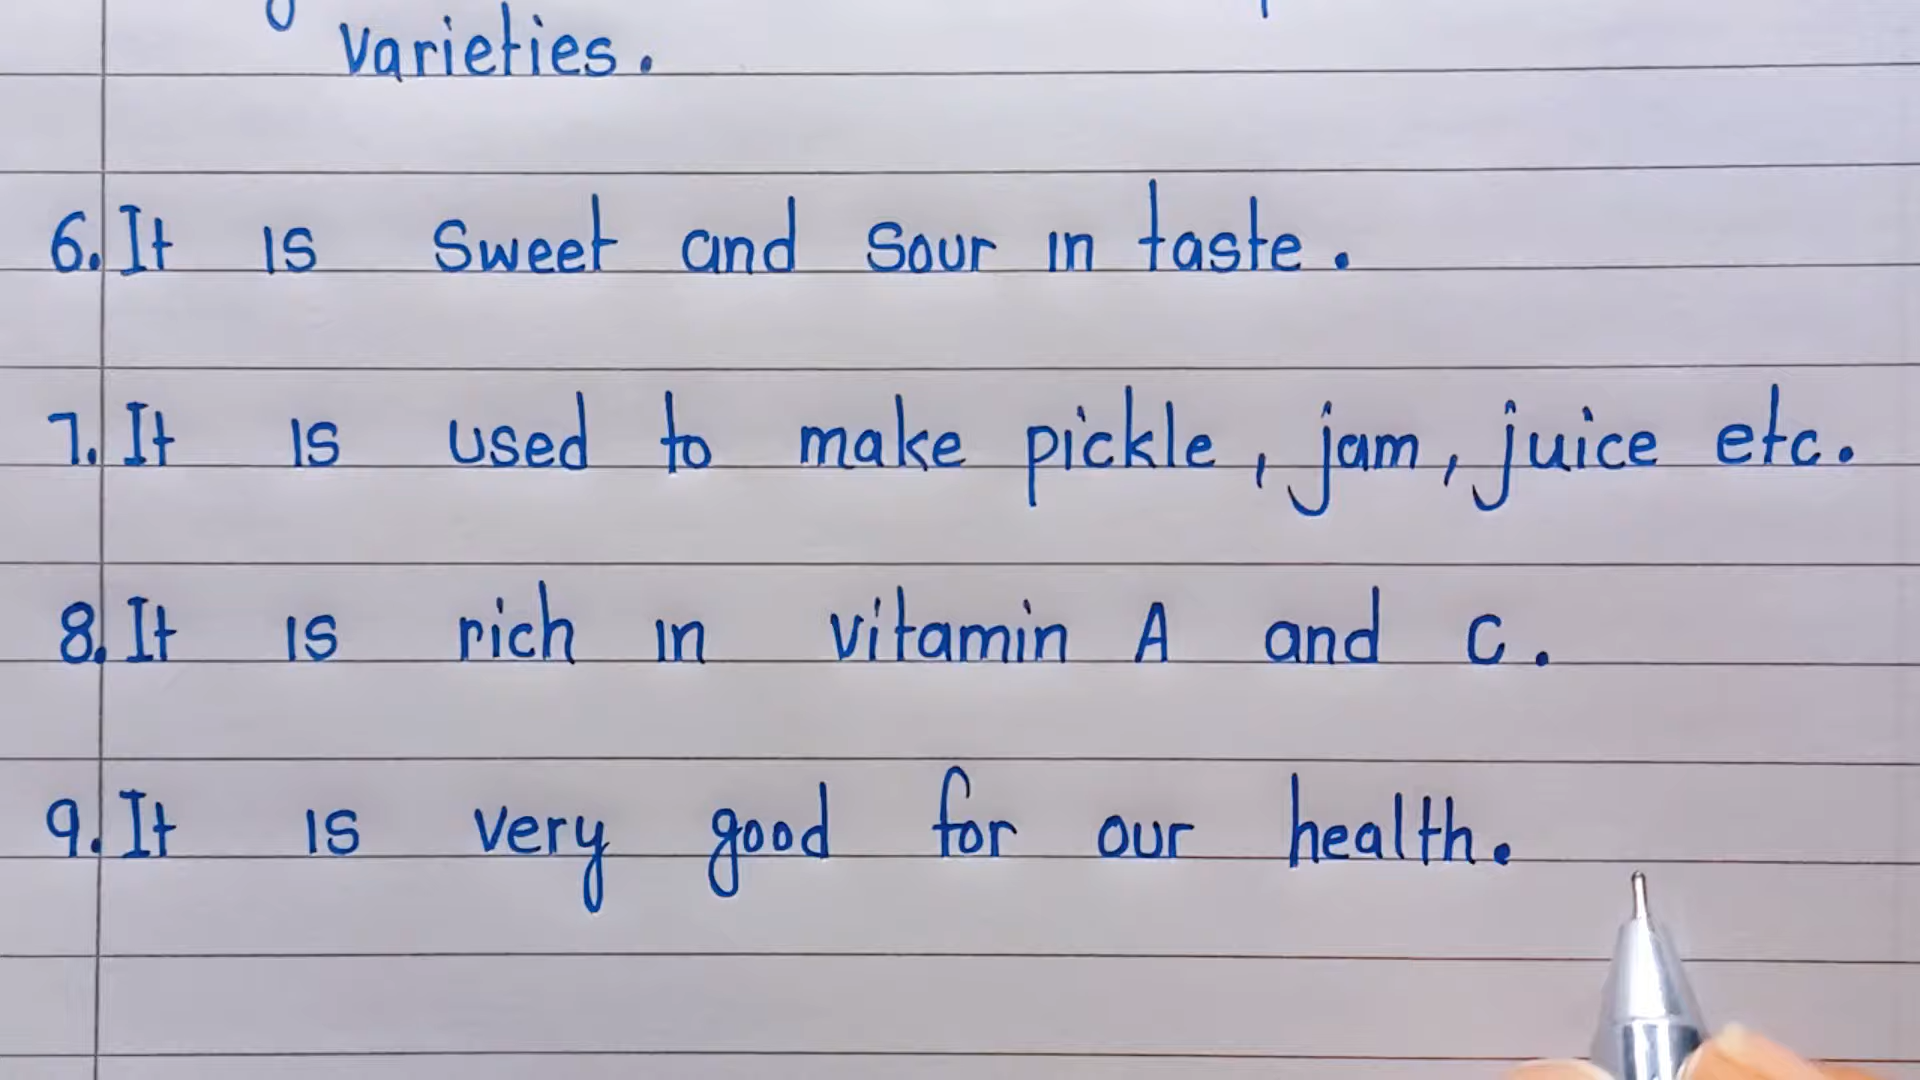 varieties.
6. It is sweet and sour in taste.
7. It is used to make pickle, jam, juice etc.
8. It is rich in vitamin A and C.
9. It is very good for our health.